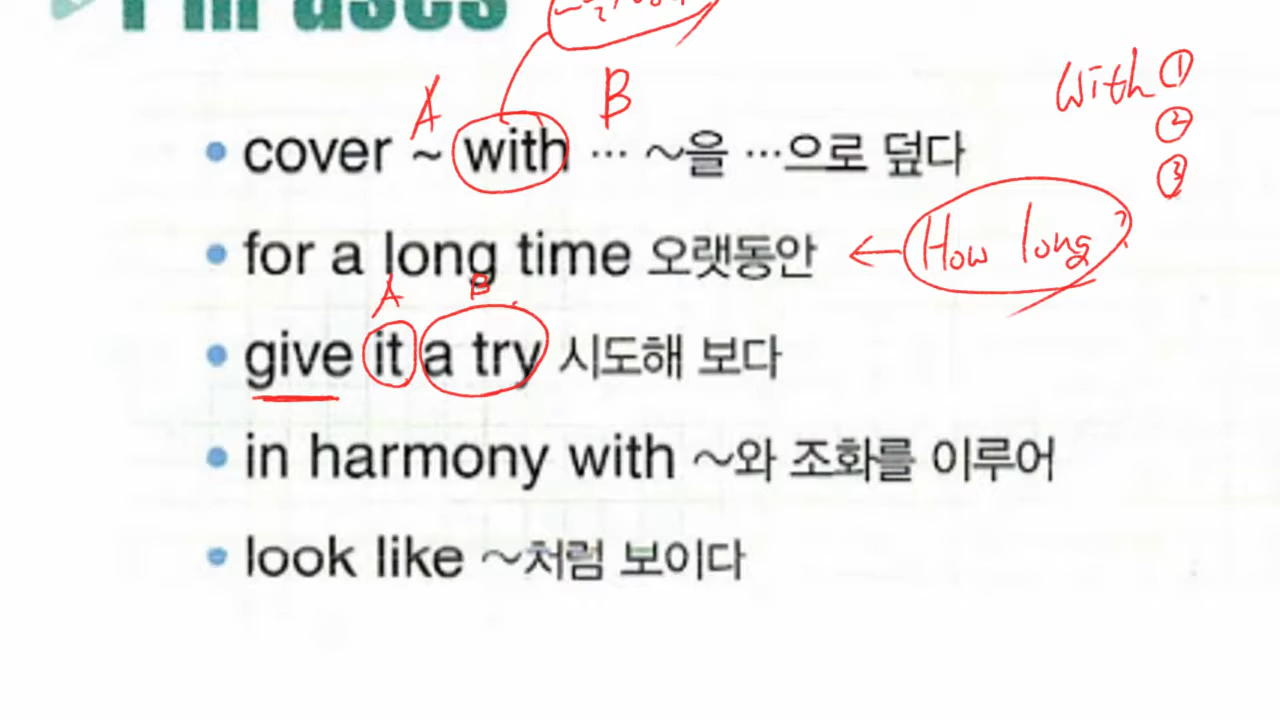 Phrases
A B
With ①
②
③
cover ~ with … ~을 …으로 덮다
for a long time 오랫동안 ← How long?
A B
give it a try 시도해 보다
in harmony with ~와 조화를 이루어
look like ~처럼 보이다